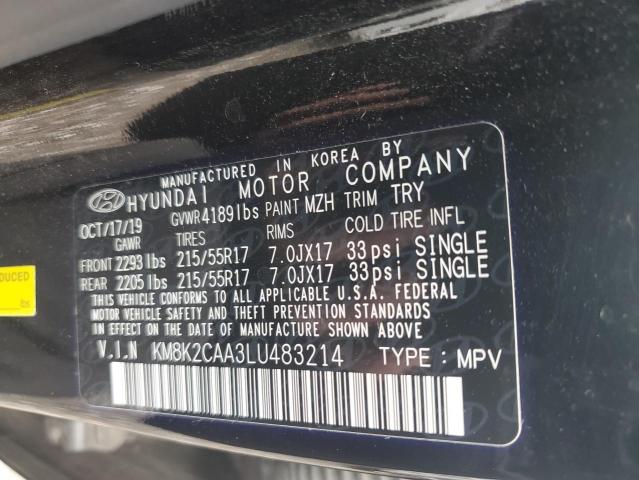 MANUFACTURED IN KOREA BY
HYUNDAI MOTOR COMPANY
OCT/17/19 GVWR4189lbs PAINT MZH TRIM TRY
GAWR TIRES RIMS COLD TIRE INFL
FRONT 2293 lbs 215/55R17 7.0JX17 33psi SINGLE
REAR 2205 lbs 215/55R17 7.0JX17 33psi SINGLE
THIS VEHICLE CONFORMS TO ALL APPLICABLE U.S.A. FEDERAL
MOTOR VEHICLE SAFETY, BUMPER, AND THEFT PREVENTION STANDARDS
IN EFFECT ON THE DATE OF MANUFACTURE SHOWN ABOVE.
V.I.N KM8K2CAA3LU483214 TYPE : MPV
DUCED
lbs